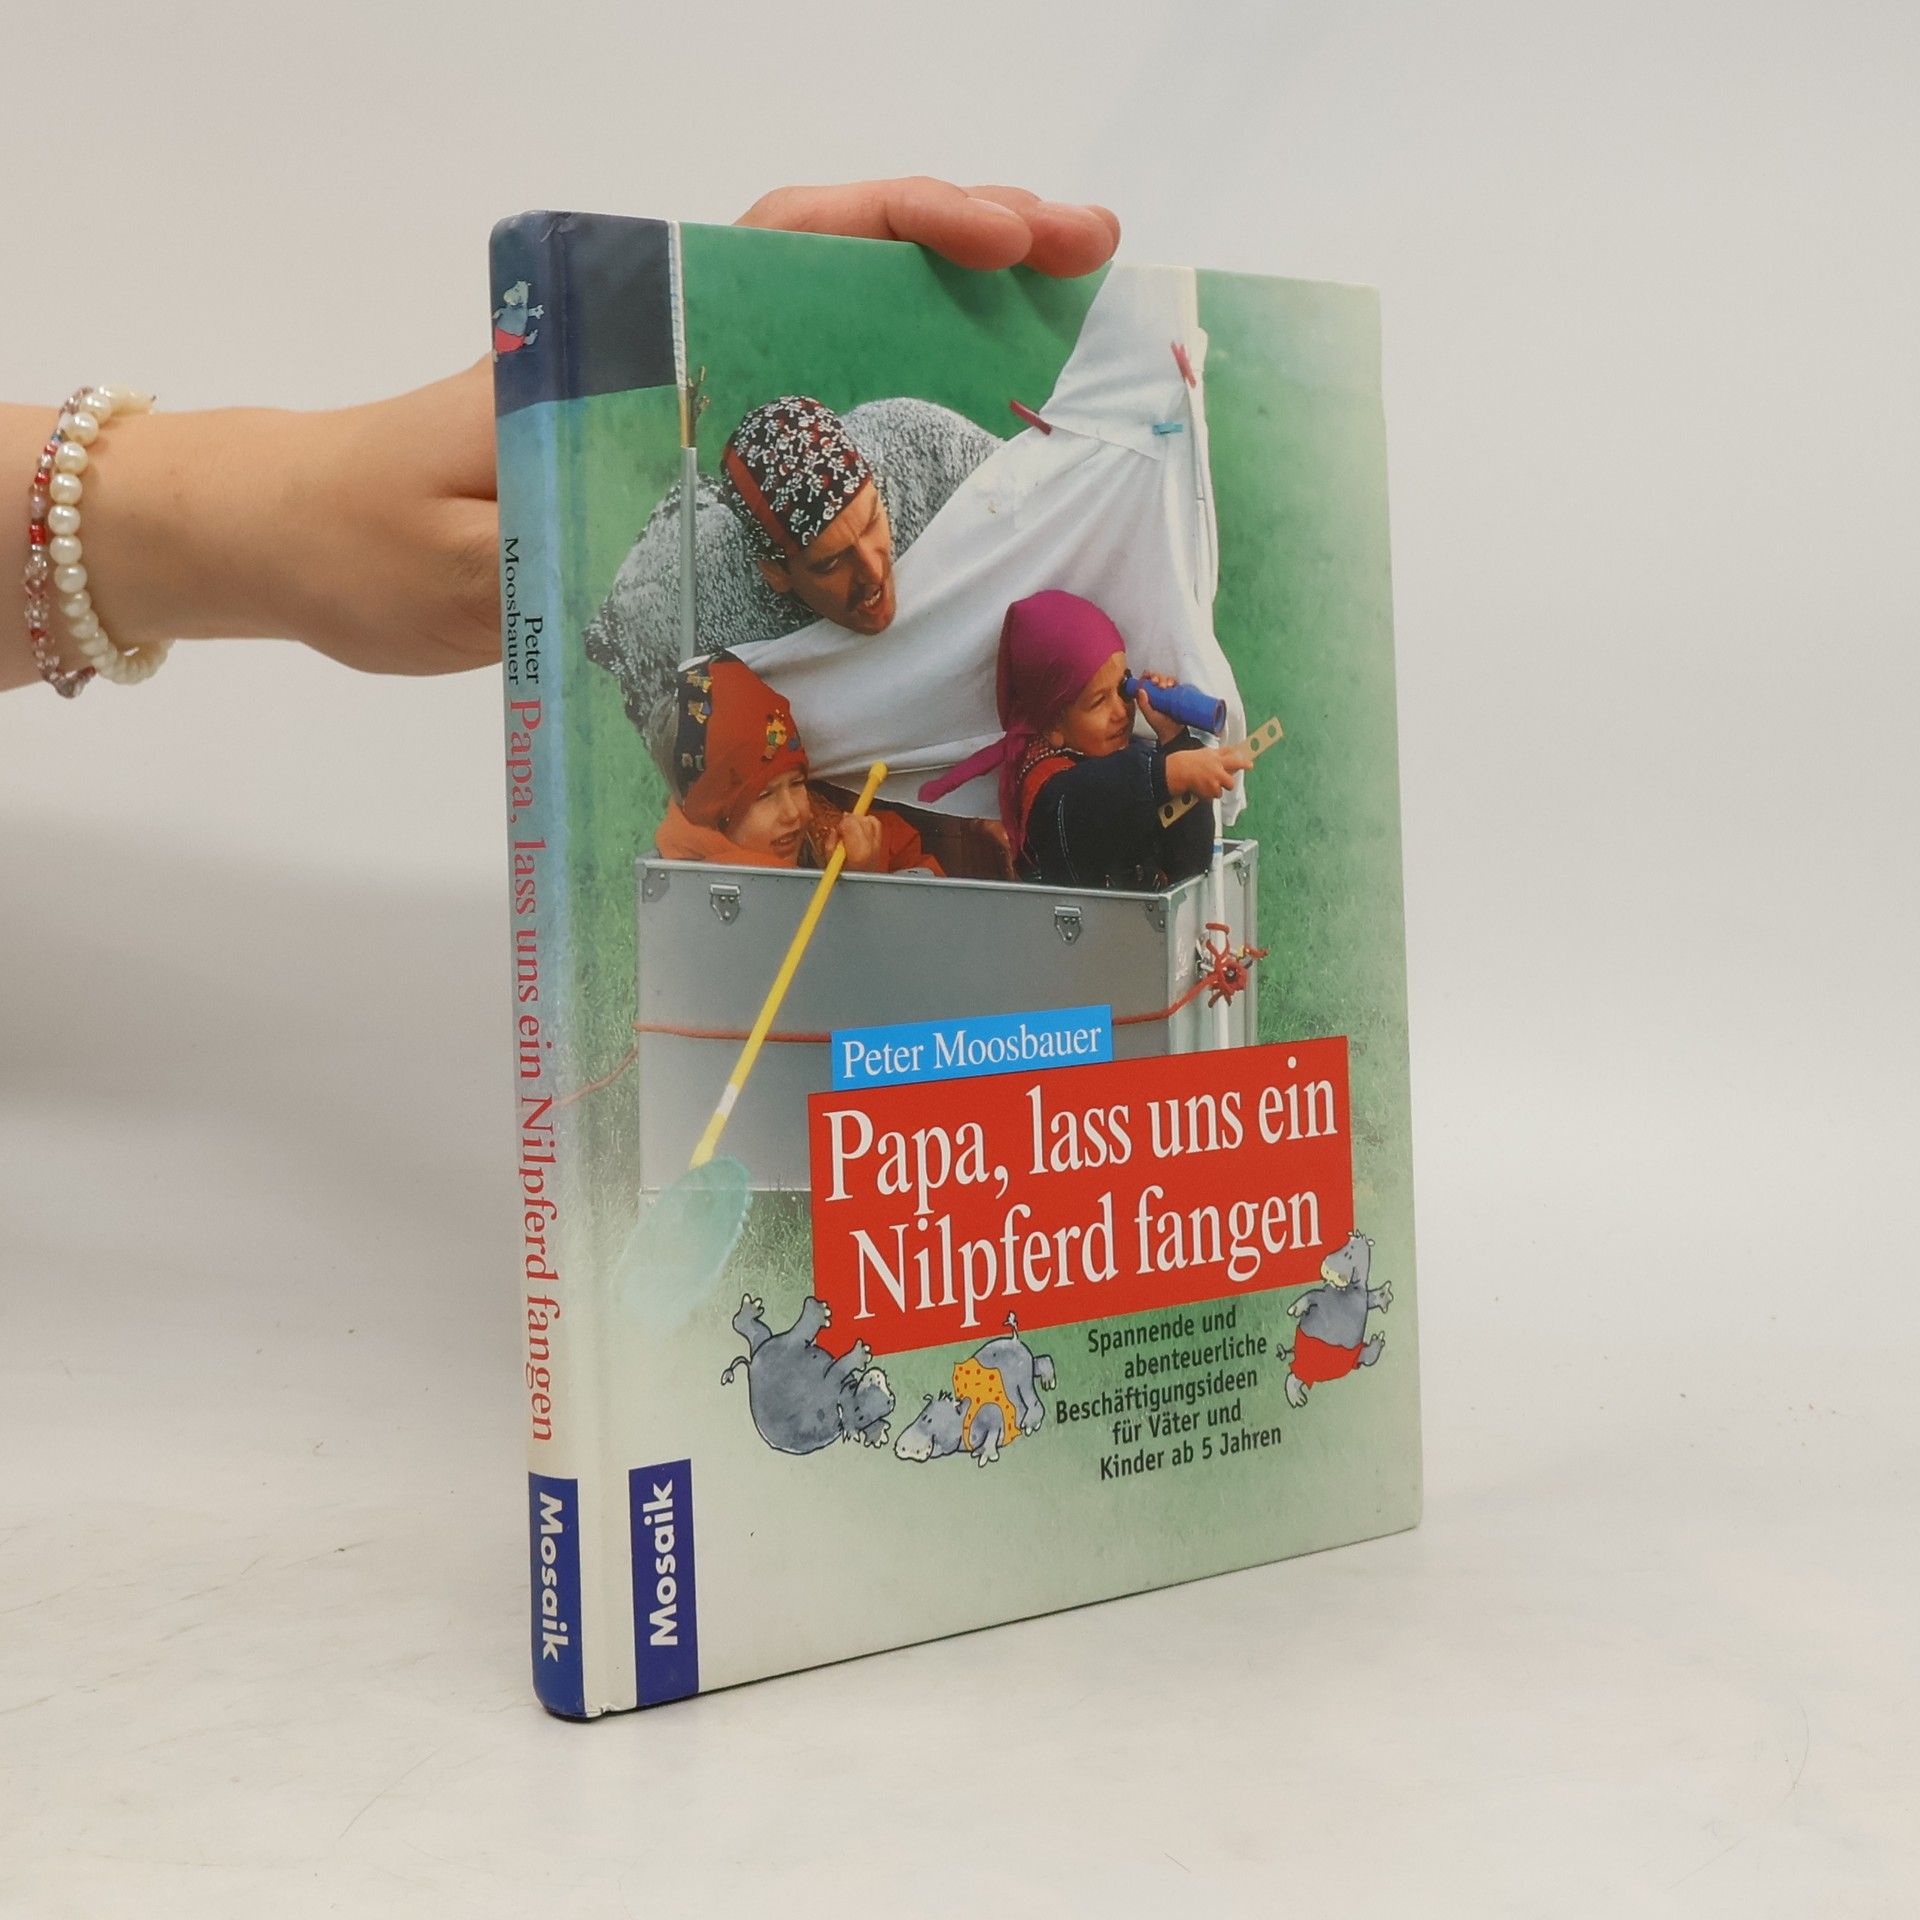 Peter
Moosbauer
Papa, lass uns ein Nilpferd fangen
Mosaik
Peter Moosbauer
Papa, lass uns ein
Nilpferd fangen
Spannende und
abenteuerliche
Beschäftigungsideen
für Väter und
Kinder ab 5 Jahren
Mosaik